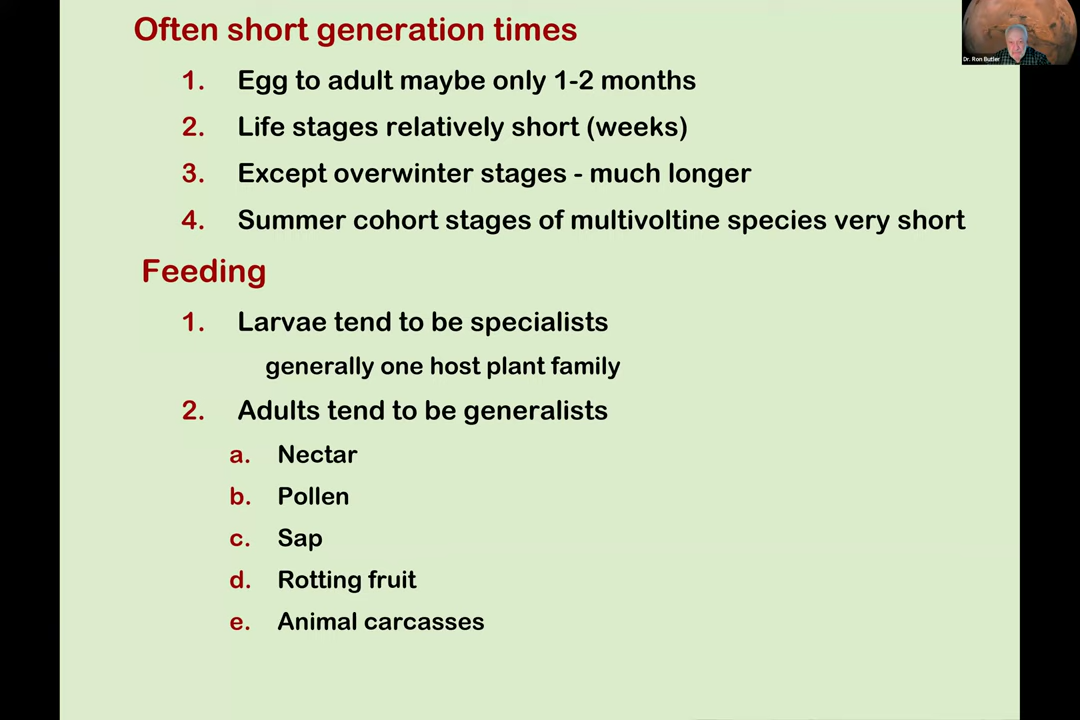 Often short generation times
1. Egg to adult maybe only 1-2 months
2. Life stages relatively short (weeks)
3. Except overwinter stages - much longer
4. Summer cohort stages of multivoltine species very short
Feeding
1. Larvae tend to be specialists
generally one host plant family
2. Adults tend to be generalists
a. Nectar
b. Pollen
c. Sap
d. Rotting fruit
e. Animal carcasses
Dr. Ron Butler